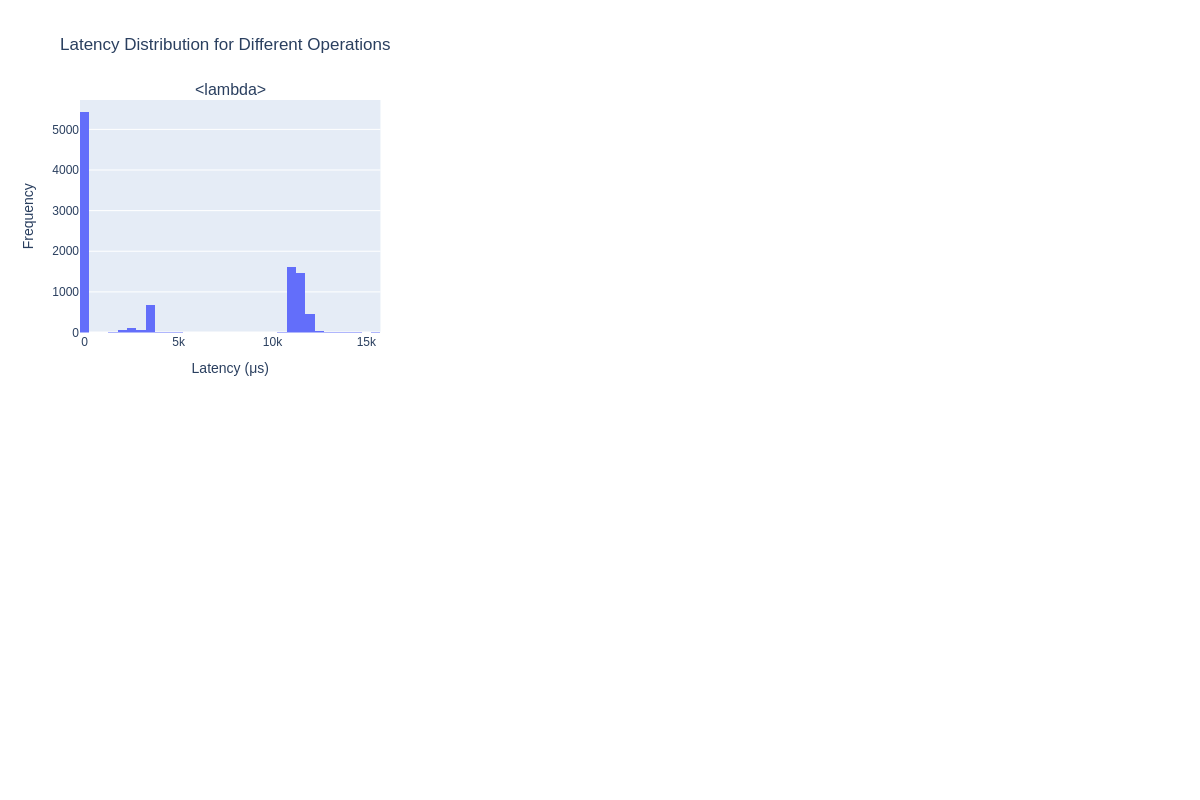 Latency Distribution for Different Operations
<lambda>
5000
4000
3000
2000
1000
0
Frequency
0 5k 10k 15k
Latency (μs)